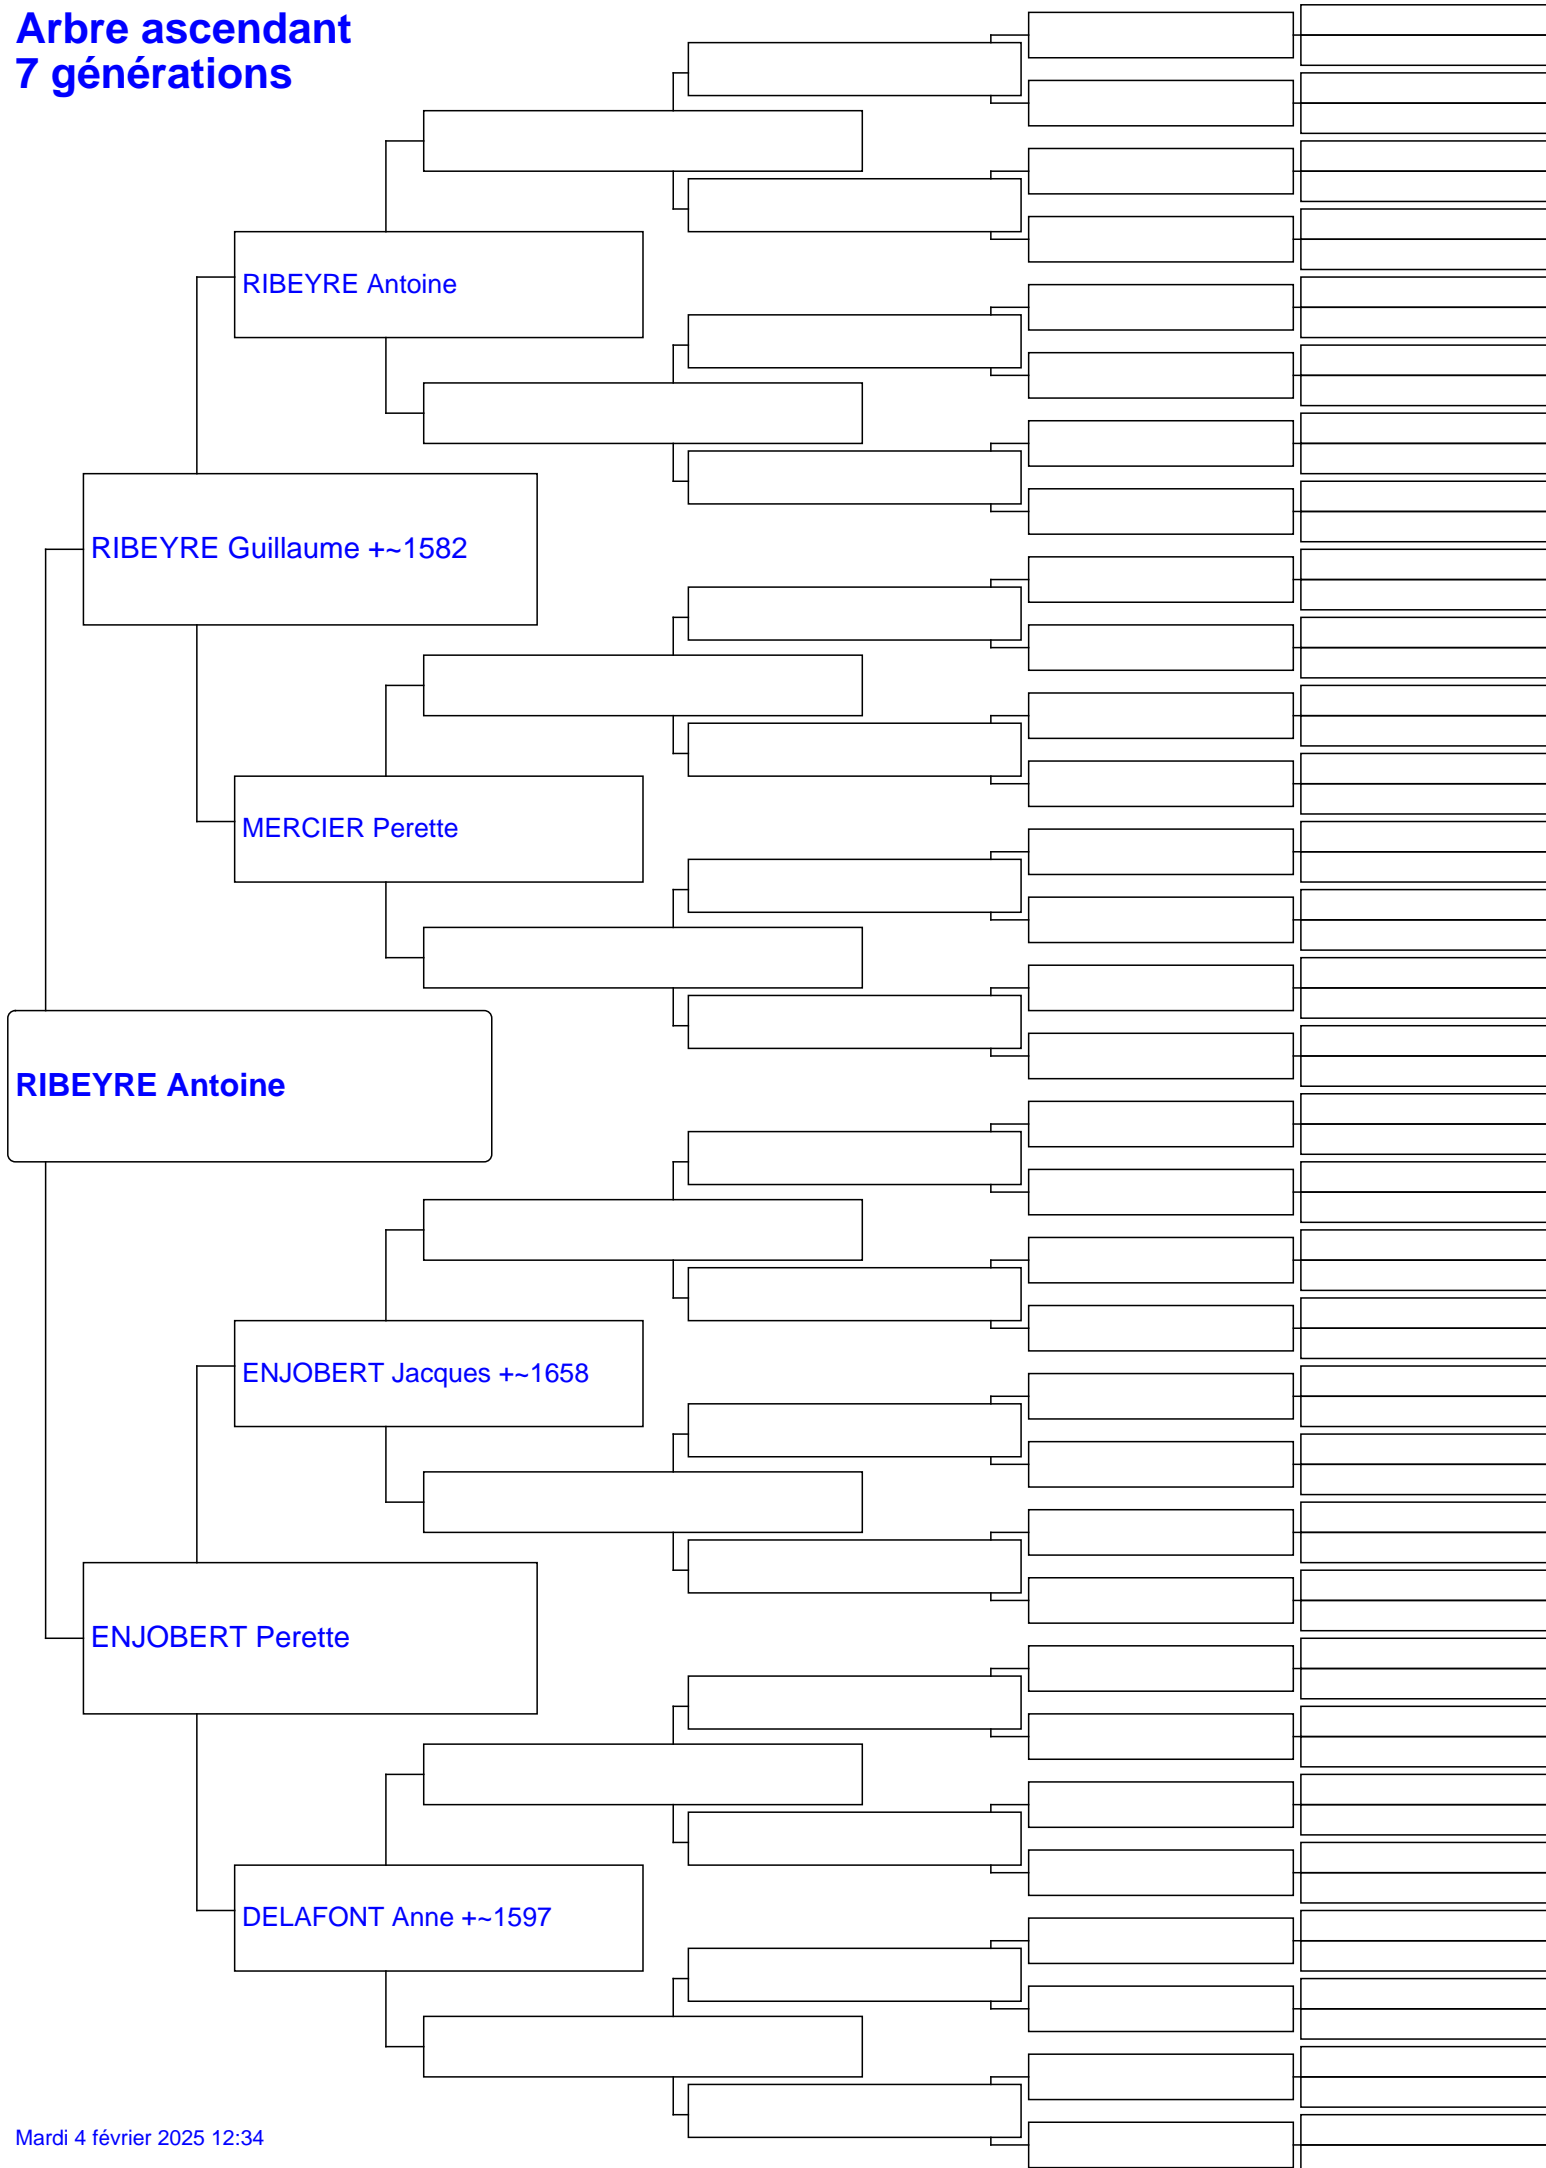 Arbre ascendant
7 générations
RIBEYRE Antoine
RIBEYRE Guillaume +~1582
MERCIER Perette
RIBEYRE Antoine
ENJOBERT Jacques +~1658
ENJOBERT Perette
DELAFONT Anne +~1597
Mardi 4 février 2025 12:34